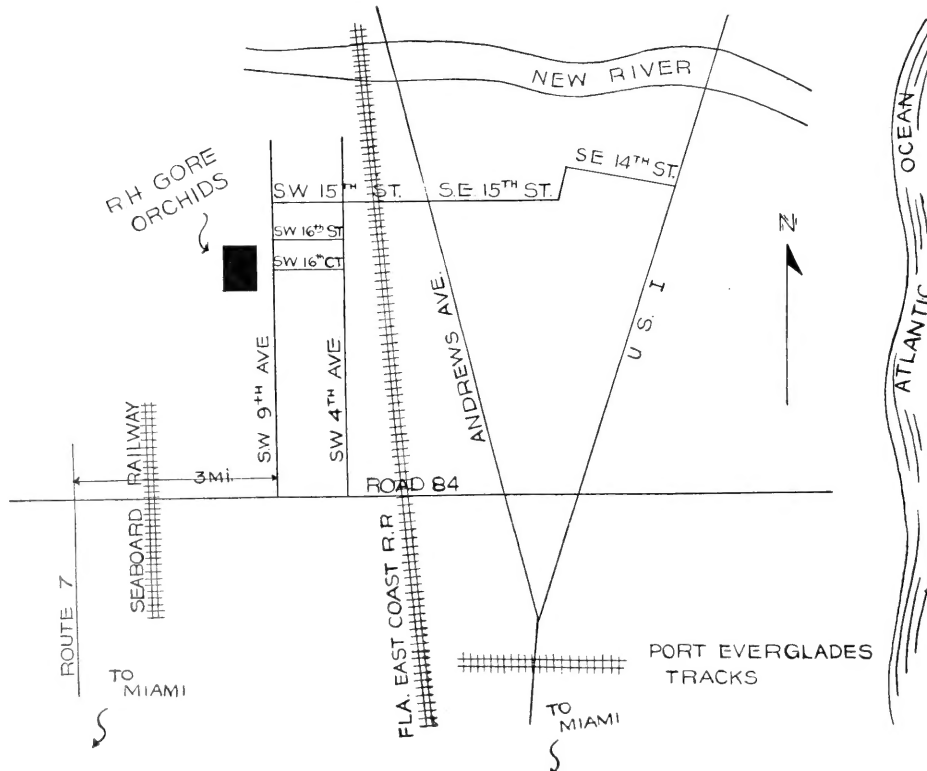 NEW RIVER
OCEAN
ATLANTIC
RH GORE
ORCHIDS
SE 14TH ST.
SW 15TH ST.
S.E. 15TH ST.
SW 16th ST
SW 16th CT.
N
U.S. 1
ANDREWS AVE.
S.W. 9TH AVE
SW 4TH AVE
SEABOARD RAILWAY
3 Mi.
ROAD 84
FLA. EAST COAST R.R
ROUTE 7
TO
MIAMI
PORT EVERGLADES
TRACKS
TO
MIAMI